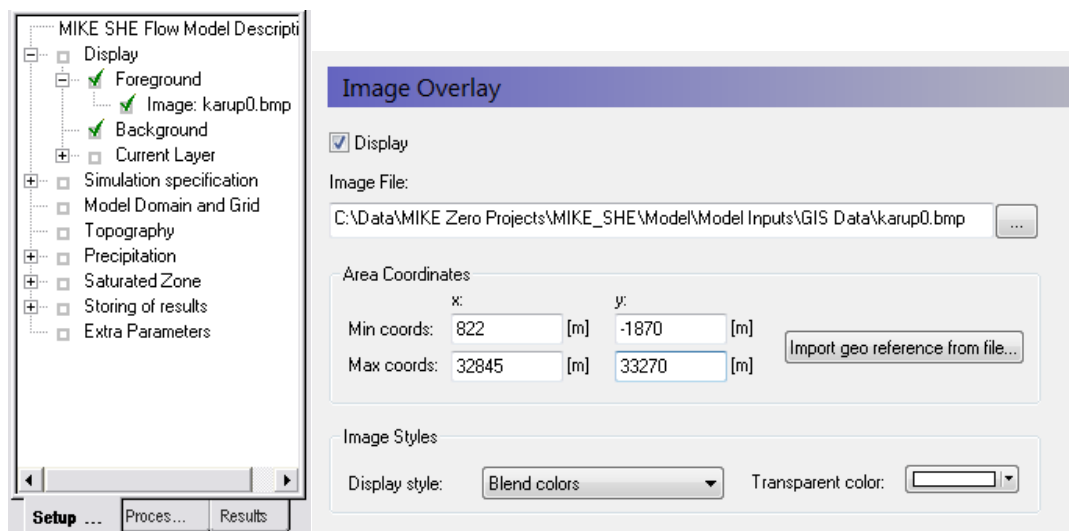 MIKE SHE Flow Model Descripti
Display
Foreground
Image: karup0.bmp
Background
Current Layer
Simulation specification
Model Domain and Grid
Topography
Precipitation
Saturated Zone
Storing of results
Extra Parameters
Setup ... Proces... Results
Image Overlay
Display
Image File:
C:\Data\MIKE Zero Projects\MIKE_SHE\Model\Model Inputs\GIS Data\karup0.bmp ...
Area Coordinates
x: y:
Min coords: 822 [m] -1870 [m]
Import geo reference from file...
Max coords: 32845 [m] 33270 [m]
Image Styles
Display style: Blend colors Transparent color: